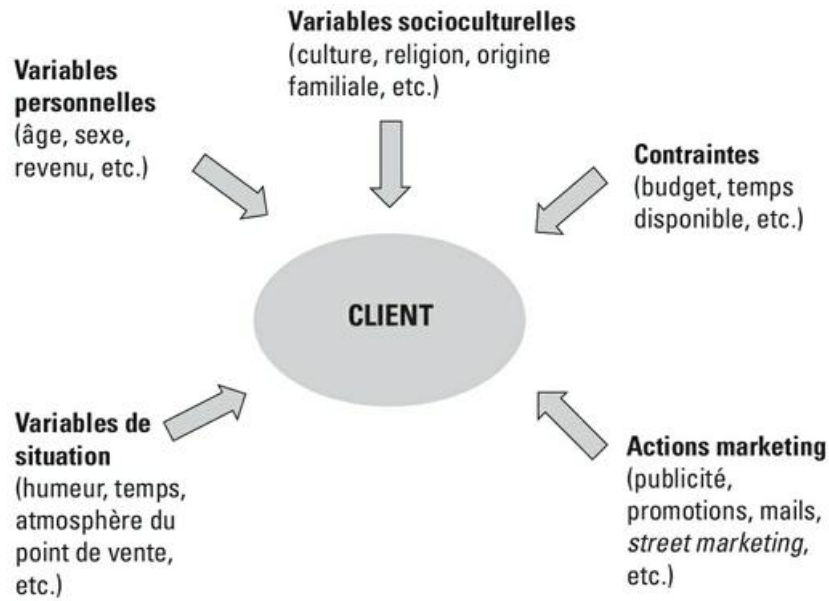 Variables socioculturelles
(culture, religion, origine
familiale, etc.)
Variables
personnelles
(âge, sexe,
revenu, etc.)
Contraintes
(budget, temps
disponible, etc.)
CLIENT
Variables de
situation
(humeur, temps,
atmosphère du
point de vente,
etc.)
Actions marketing
(publicité,
promotions, mails,
street marketing,
etc.)